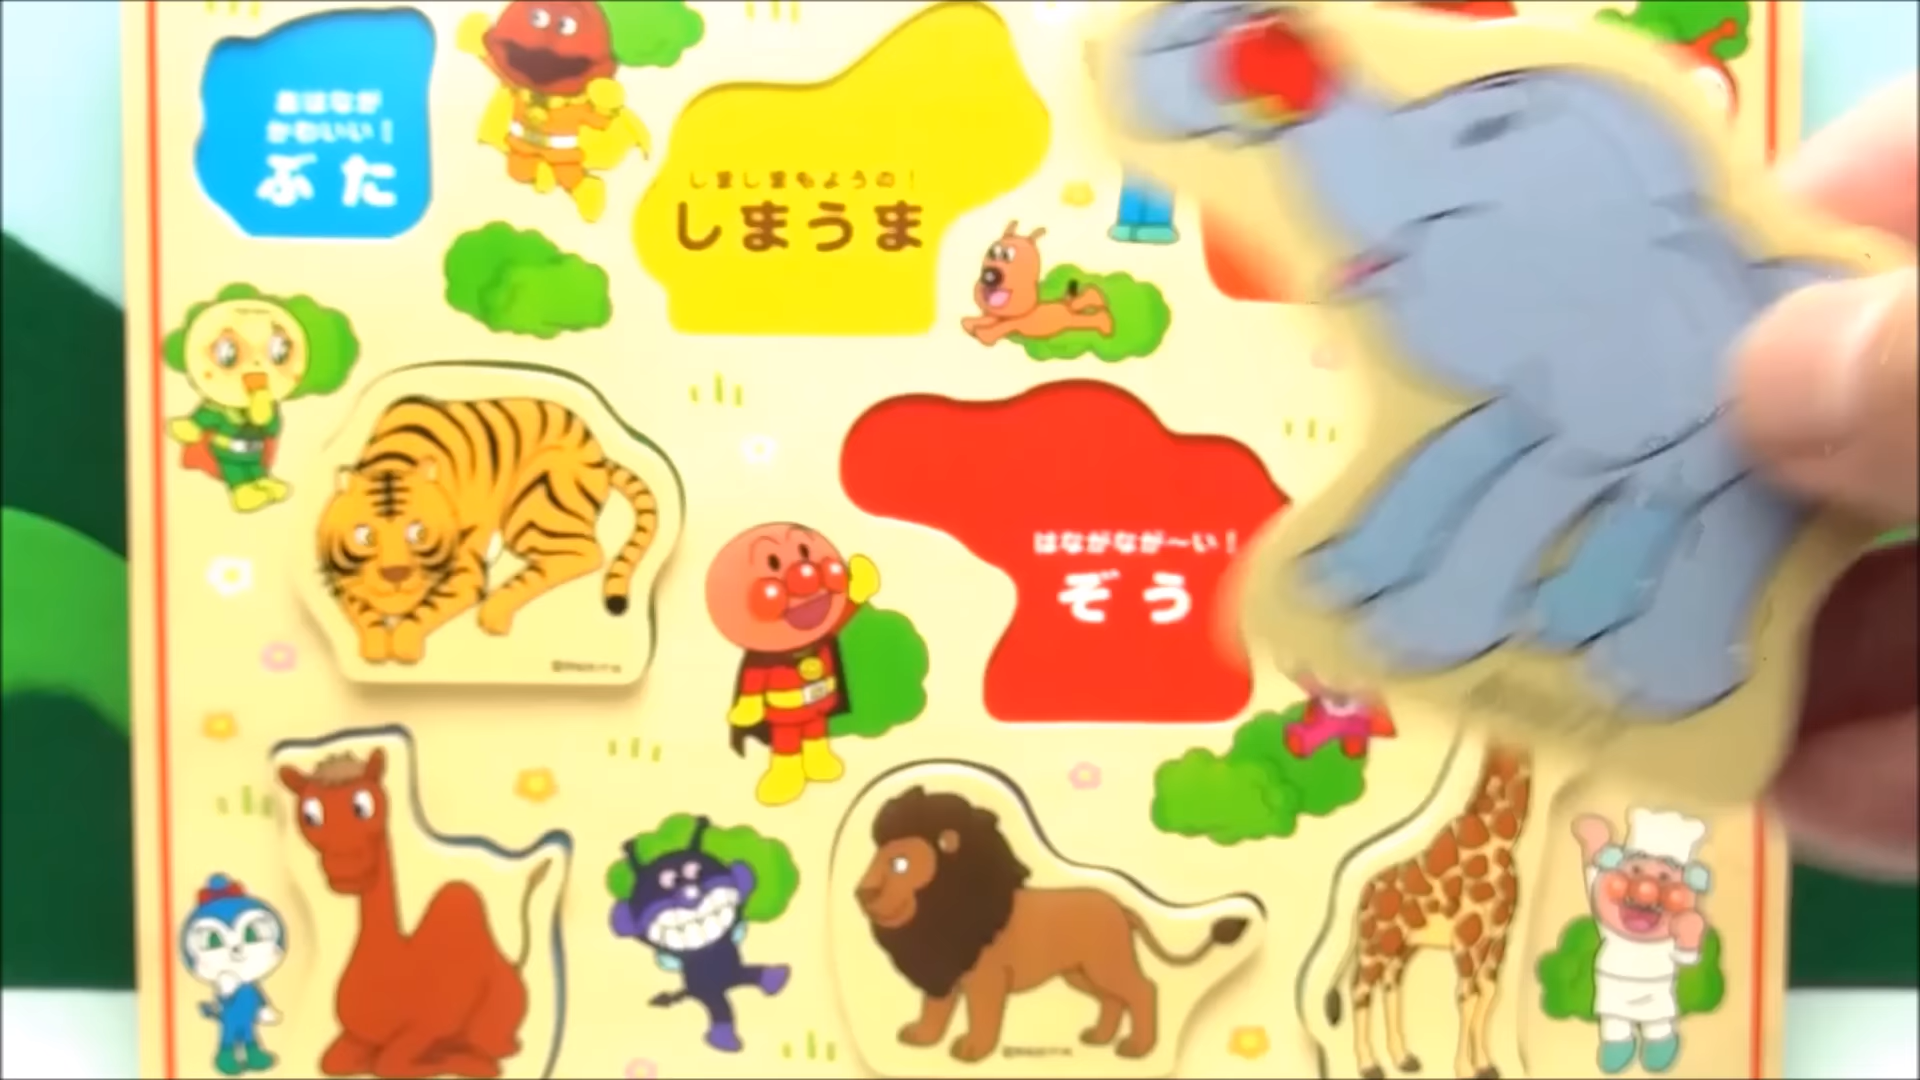 おはなが
かわいい！
ぶた
しましまもようの！
しまうま
はながなが〜い！
ぞう